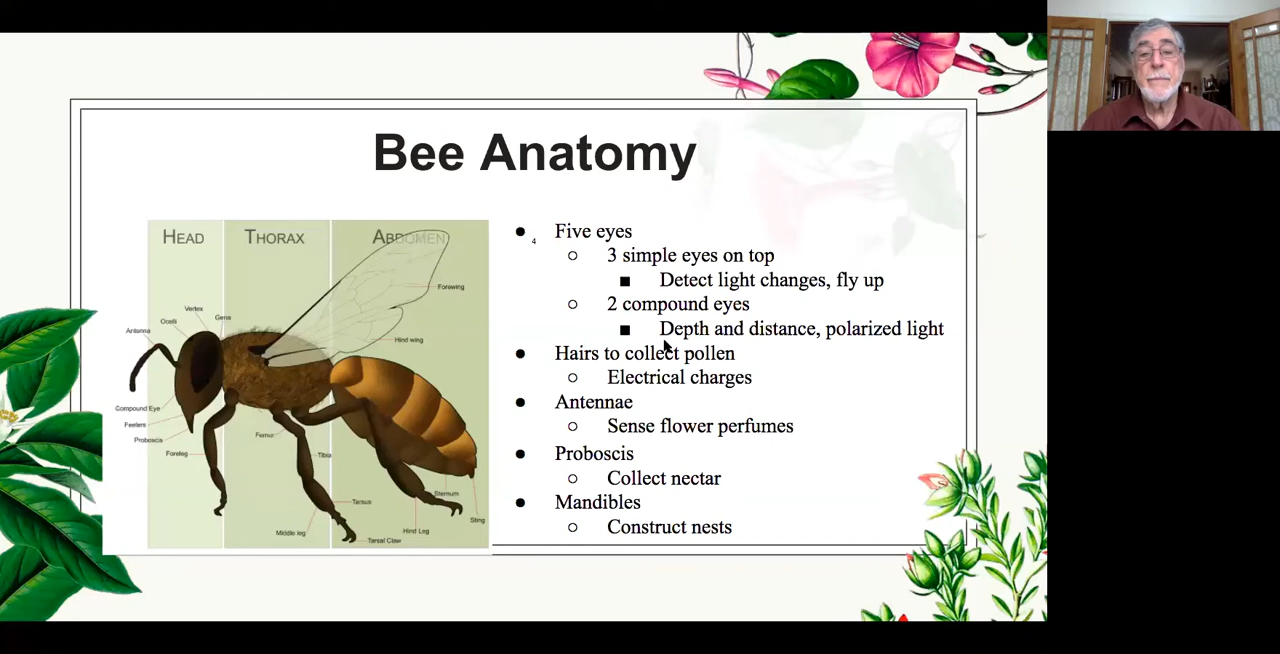 Bee Anatomy
HEAD THORAX ABDOMEN
Forewing
Vertex
Gena
Ocelli
Antenna
Hind wing
Compound Eye
Feelers
Proboscis
Foreleg
Femur
Tibia
Tarsus
Middle leg
Tarsal Claw
Hind Leg
Sternum
Sting
● 4 Five eyes
○ 3 simple eyes on top
■ Detect light changes, fly up
○ 2 compound eyes
■ Depth and distance, polarized light
● Hairs to collect pollen
○ Electrical charges
● Antennae
○ Sense flower perfumes
● Proboscis
○ Collect nectar
● Mandibles
○ Construct nests